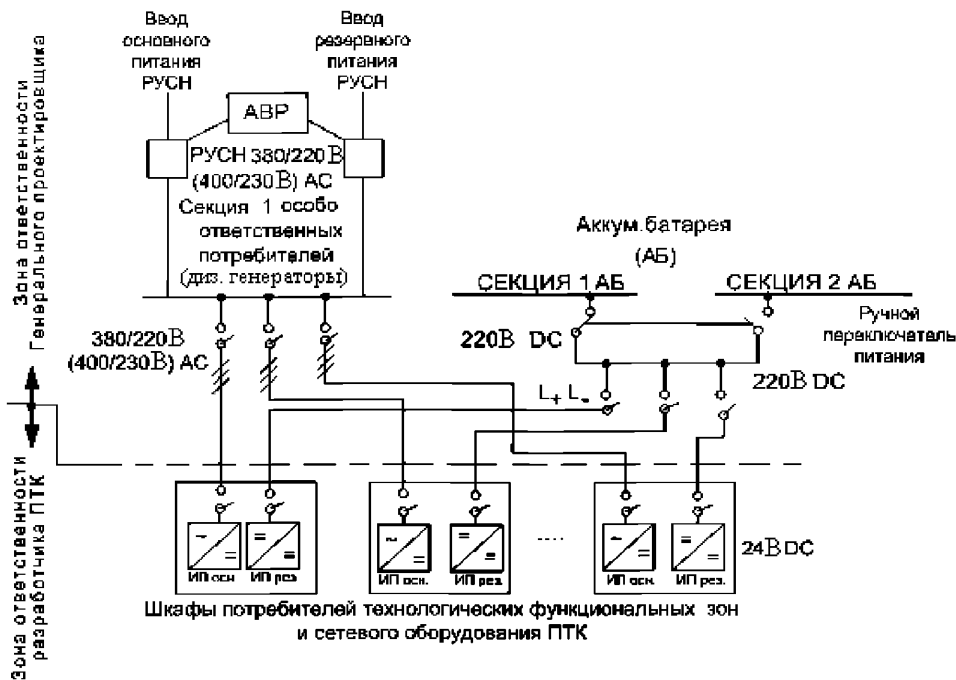 Ввод
основного
питания
РУСН
Ввод
резервного
питания
РУСН
АВР
РУСН 380/220В
(400/230В) АС
Секция 1 особо
ответственных
потребителей
(диз. генераторы)
Аккум.батарея
(АБ)
СЕКЦИЯ 1 АБ
СЕКЦИЯ 2 АБ
380/220В
(400/230В) АС
220В DC
Ручной
переключатель
питания
220В DC
L+ L-
Зона ответственности
Генерального проектировщика
Зона ответственности
разработчика ПТК
~
=
=
=
~
=
=
=
.....
~
=
=
=
24В DC
ИП осн.
ИП рез.
ИП осн.
ИП рез.
ИП осн.
ИП рез.
Шкафы потребителей технологических функциональных зон
и сетевого оборудования ПТК